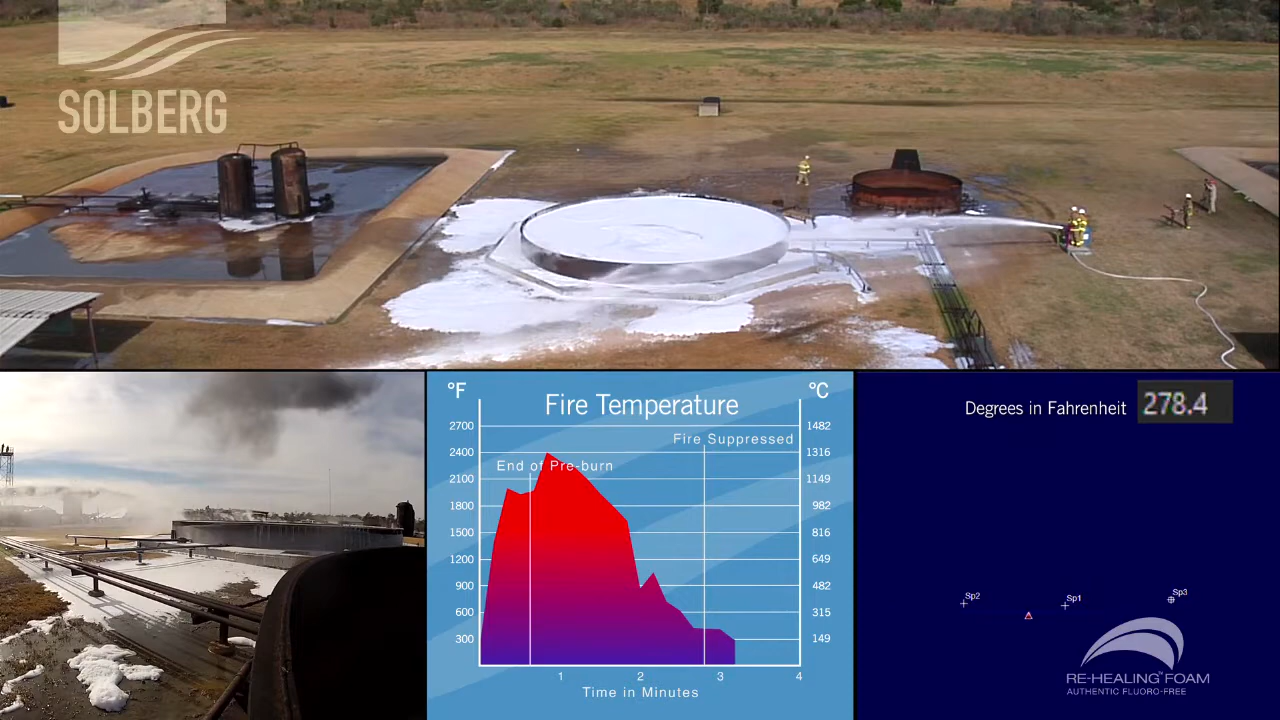 SOLBERG
°F
°C
Fire Temperature
Fire Suppressed
End of Pre-burn
2700
2400
2100
1800
1500
1200
900
600
300
1482
1316
1149
982
816
649
482
315
149
1
2
3
4
Time in Minutes
Degrees in Fahrenheit
278.4
Sp2
Sp1
Sp3
RE-HEALING™ FOAM
AUTHENTIC FLUORO-FREE